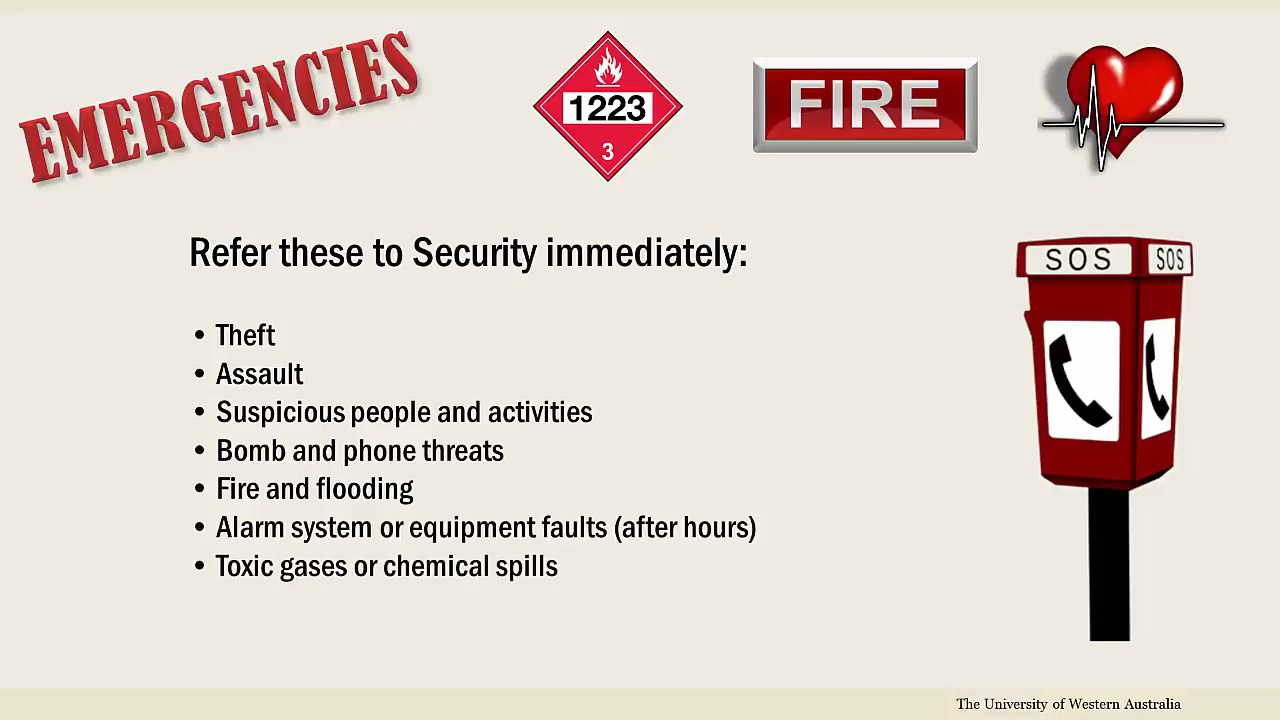 EMERGENCIES
1223
3
FIRE
Refer these to Security immediately:
SOS
SOS
• Theft
• Assault
• Suspicious people and activities
• Bomb and phone threats
• Fire and flooding
• Alarm system or equipment faults (after hours)
• Toxic gases or chemical spills
The University of Western Australia